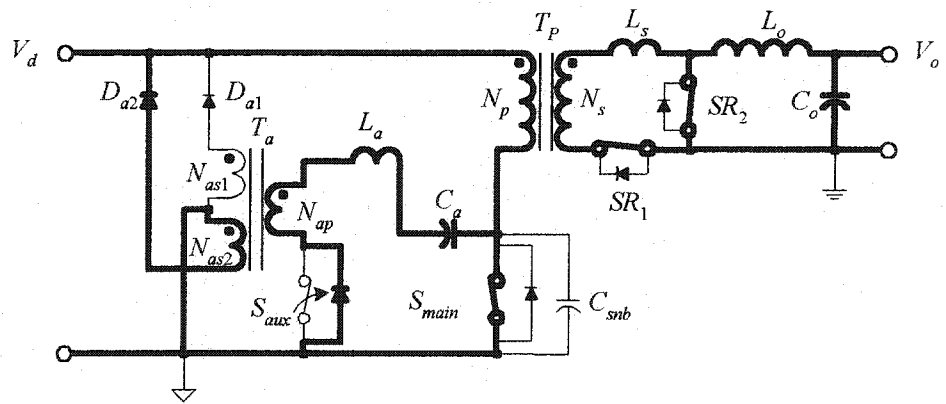 V_d
D_a2
D_a1
T_a
N_as1
N_as2
N_ap
L_a
C_a
S_aux
S_main
C_snb
T_P
N_p
N_s
L_s
L_o
SR_2
SR_1
C_o
V_o